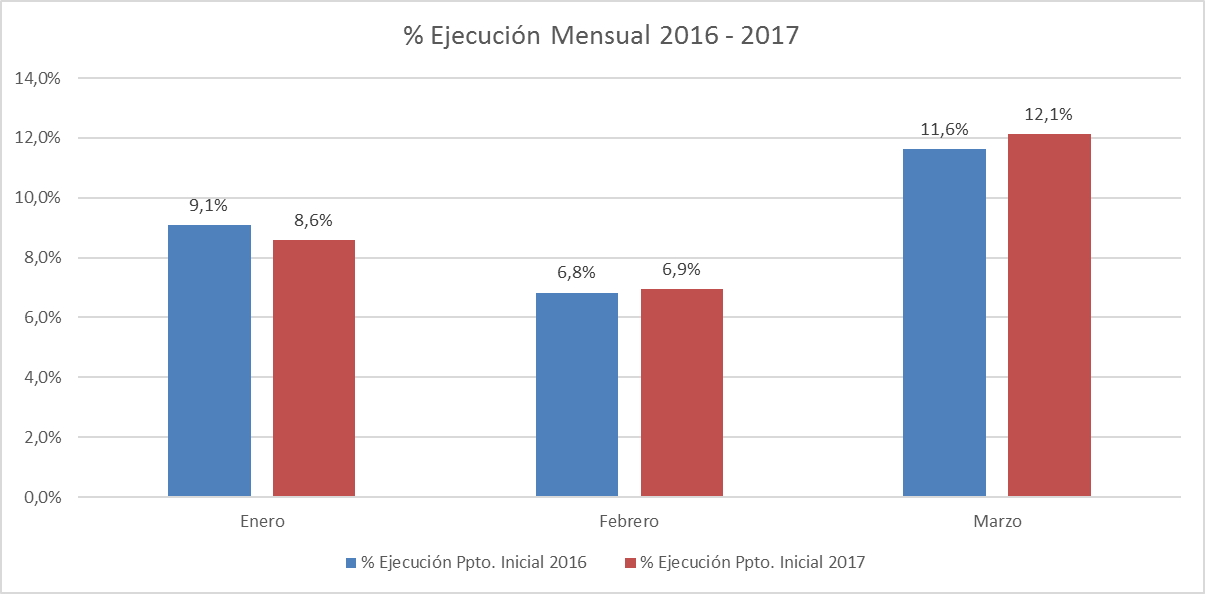 % Ejecución Mensual 2016 - 2017
14,0%
12,0%
10,0%
8,0%
6,0%
4,0%
2,0%
0,0%
9,1%
8,6%
6,8%
6,9%
11,6%
12,1%
Enero
Febrero
Marzo
% Ejecución Ppto. Inicial 2016
% Ejecución Ppto. Inicial 2017